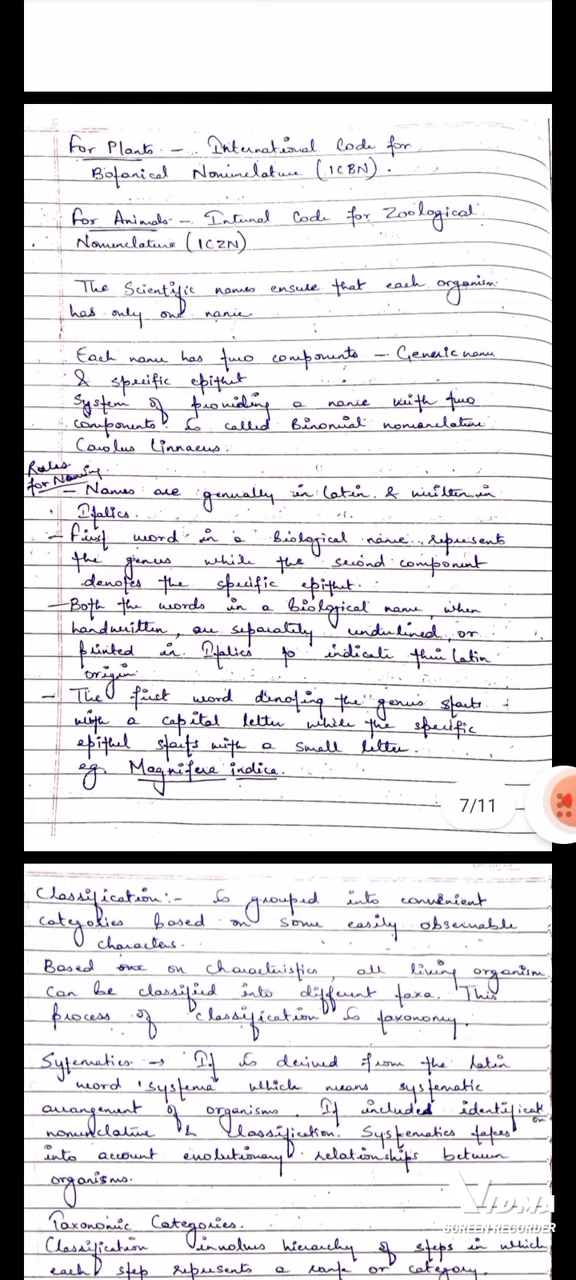 For Plants - International Code for
Botanical Nomenclature (ICBN).
For Animals - Internal Code for Zoological
Nomenclature (ICZN)
The Scientific names ensure that each organism
has only one name
Each name has two components - Generic name
& specific epithet
System of providing a name with two
components is called Binomial nomenclature
Carolus Linnaeus.
Rules
for Naming
- Names are generally in Latin & written in
Italics.
- First word in a biological name represents
the genus while the second component
denotes the specific epithet.
- Both the words in a biological name, when
handwritten, are separately underlined, or
printed in Italics to indicate their Latin
origin
- The first word denoting the genus starts
with a capital letter while the specific
epithet starts with a small letter.
eg. Magnifera indica.
7/11
Classification:- Is grouped into convenient
categories based on some easily observable
characters.
Based on characteristics, all living organism
can be classified into different taxa. This
process of classification is taxonomy.
Sytematics → It is derived from the Latin
word 'systema' which means systematic
arrangement of organisms. It included identification
nomenclative & classification. Systematics takes
into account evolutionary relationships between
organisms.
Taxonomic Categories.
Classification involves hierarchy of steps in which
each step represents a rank or category.
VIDMA
SCREEN RECORDER